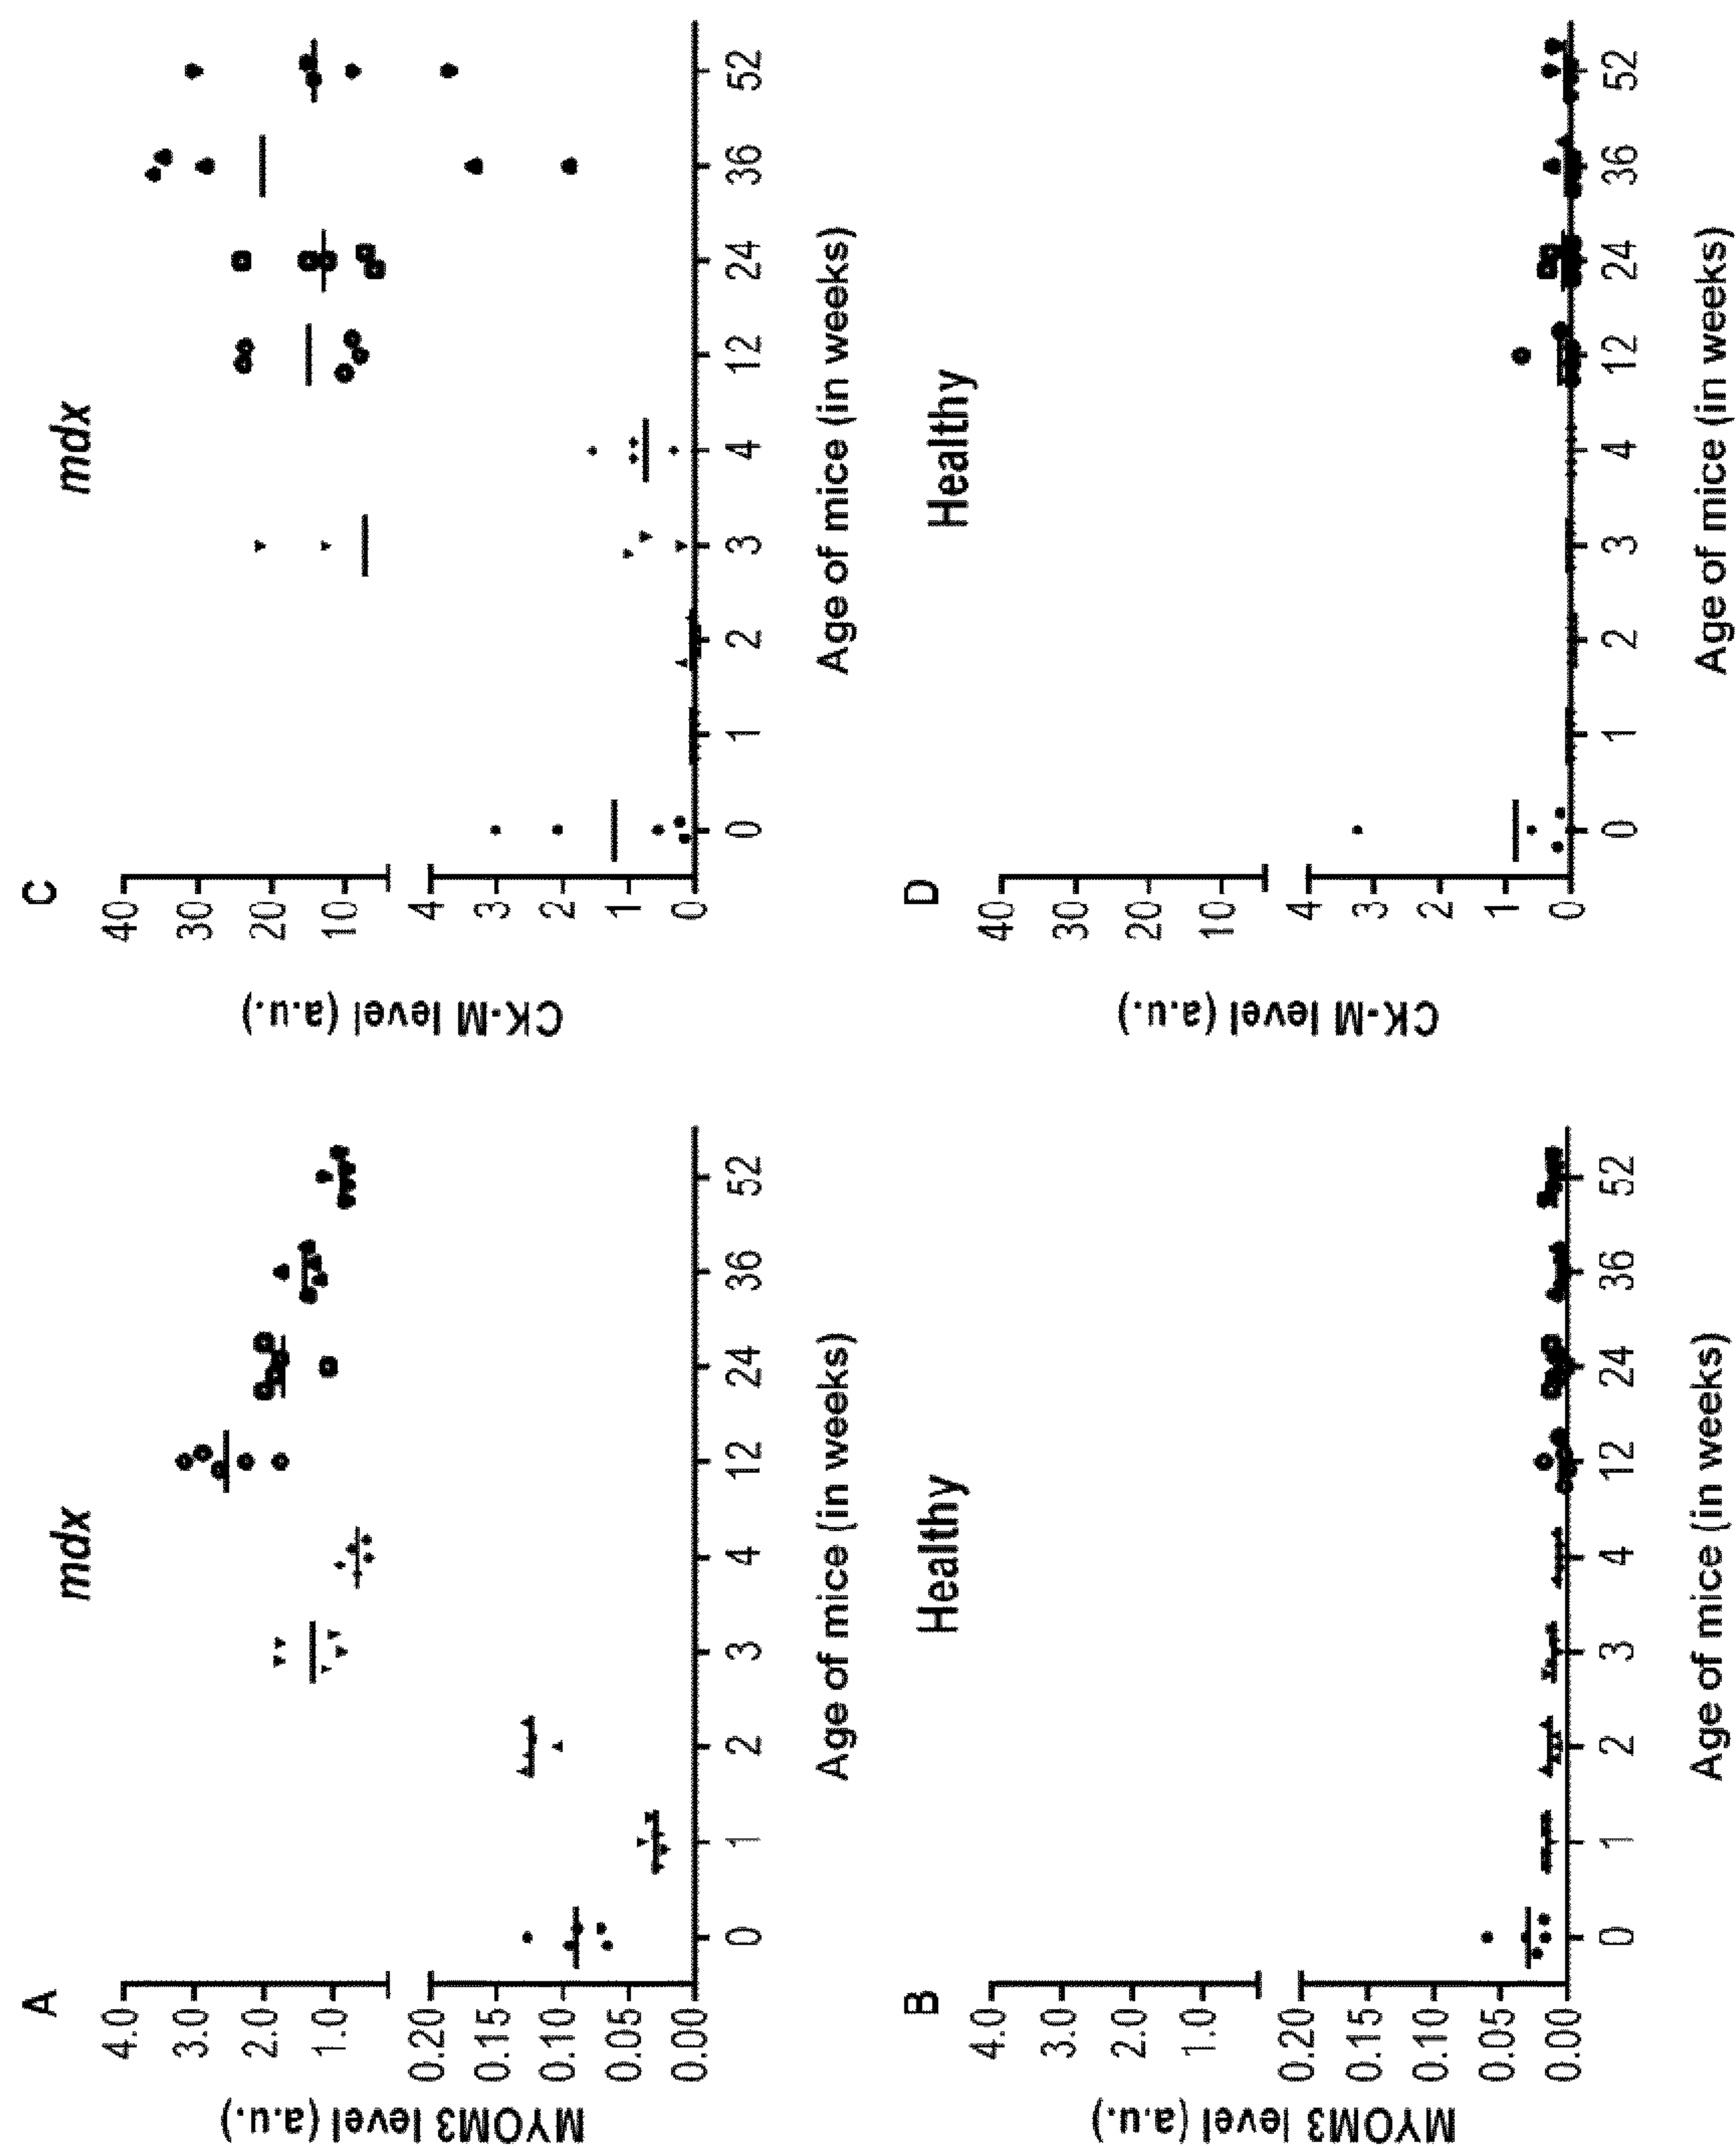 A
mdx
MYOM3 level (a.u.)
4.0
3.0
2.0
1.0
0.20
0.15
0.10
0.05
0.00
0 1 2 3 4 12 24 36 52
Age of mice (in weeks)
C
mdx
CK-M level (a.u.)
40
30
20
10
4
3
2
1
0
0 1 2 3 4 12 24 36 52
Age of mice (in weeks)
B
Healthy
MYOM3 level (a.u.)
4.0
3.0
2.0
1.0
0.20
0.15
0.10
0.05
0.00
0 1 2 3 4 12 24 36 52
Age of mice (in weeks)
D
Healthy
CK-M level (a.u.)
40
30
20
10
4
3
2
1
0
0 1 2 3 4 12 24 36 52
Age of mice (in weeks)